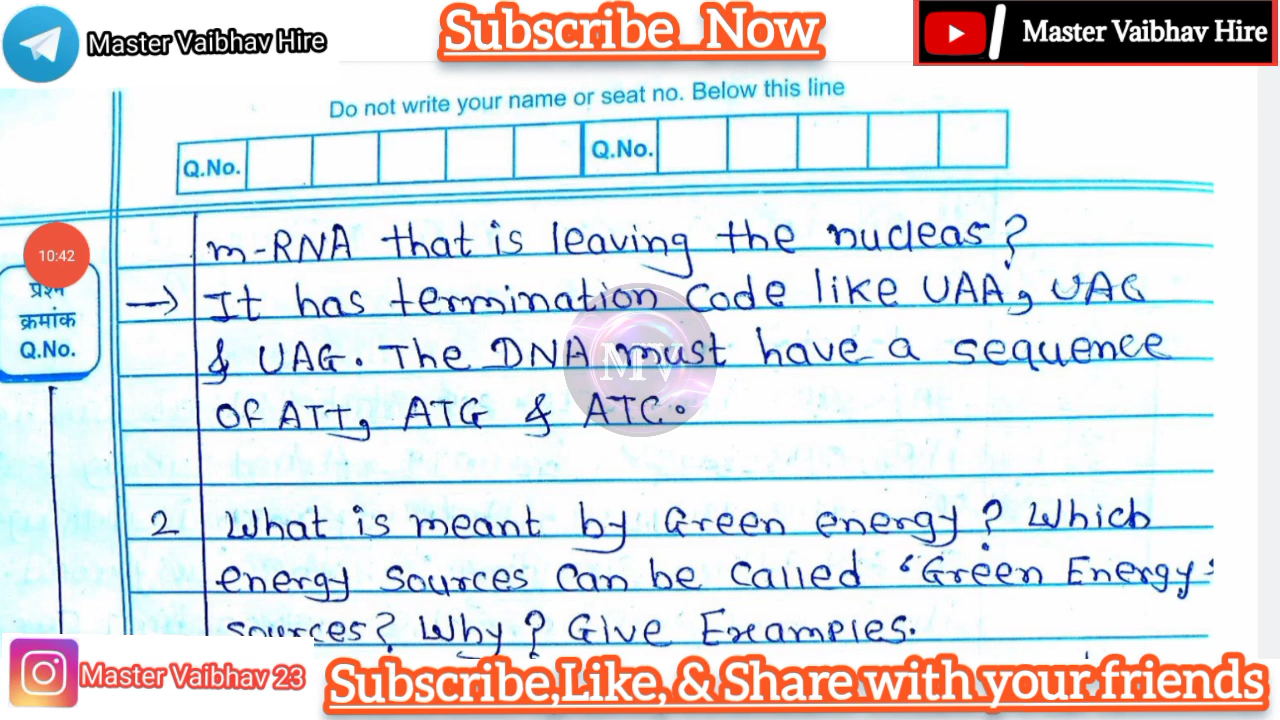 Master Vaibhav Hire
Subscribe Now
Master Vaibhav Hire
Do not write your name or seat no. Below this line
Q.No.
Q.No.
10:42
प्रश्न
क्रमांक
Q.No.
m-RNA that is leaving the nucleas?
→ It has termination code like UAA, UAC
& UAG. The DNA must have a sequence
OF ATT, ATG & ATC.
MV
2 What is meant by Green energy? Which
energy sources can be called "Green Energy"
sources? Why? Give Examples.
Master Vaibhav 23
Subscribe,Like, & Share with your friends